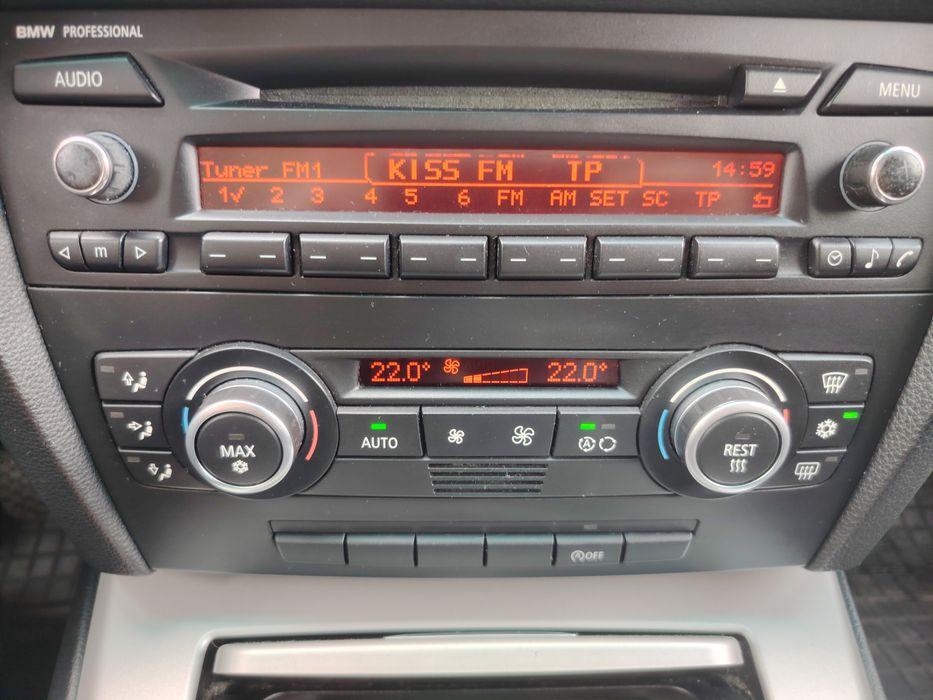 BMW PROFESSIONAL
AUDIO
MENU
Tuner FM1 KISS FM TP 14:59
1✓ 2 3 4 5 6 FM AM SET SC TP
m
22.0° 22.0°
MAX
AUTO
A
REST
A OFF